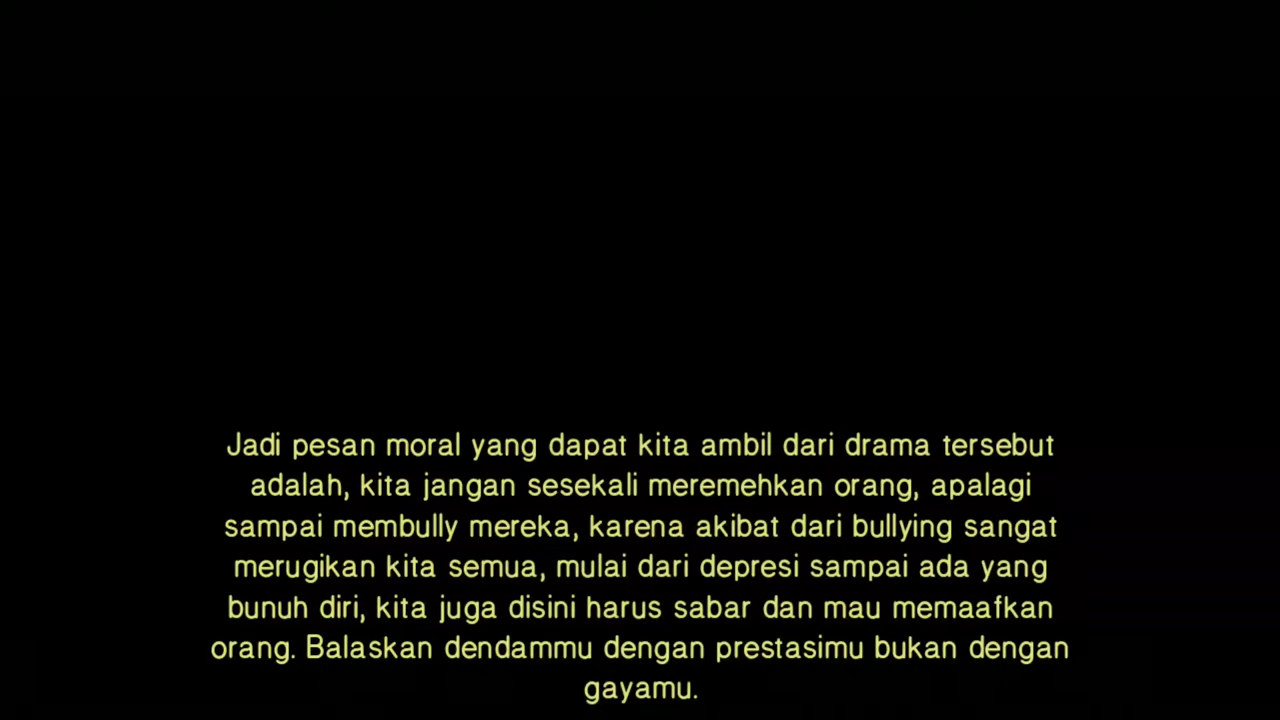 Jadi pesan moral yang dapat kita ambil dari drama tersebut
adalah, kita jangan sesekali meremehkan orang, apalagi
sampai membully mereka, karena akibat dari bullying sangat
merugikan kita semua, mulai dari depresi sampai ada yang
bunuh diri, kita juga disini harus sabar dan mau memaafkan
orang. Balaskan dendammu dengan prestasimu bukan dengan
gayamu.